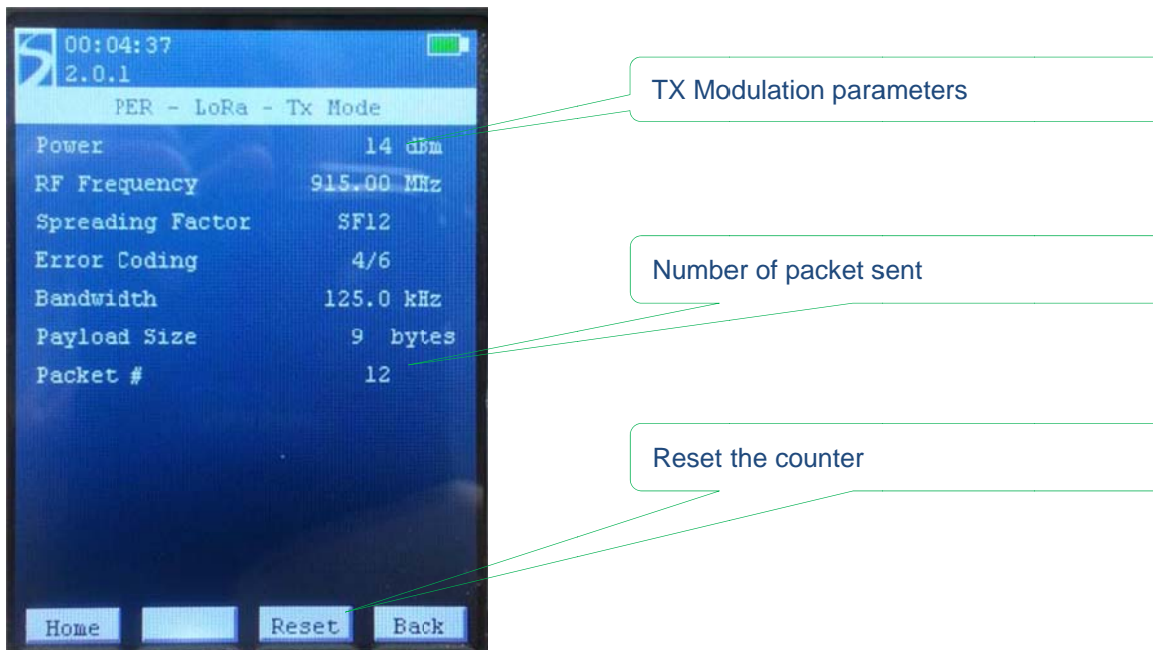 00:04:37
2.0.1
PER - LoRa - Tx Mode
Power 14 dBm
RF Frequency 915.00 MHz
Spreading Factor SF12
Error Coding 4/6
Bandwidth 125.0 kHz
Payload Size 9 bytes
Packet # 12
Home Reset Back
TX Modulation parameters
Number of packet sent
Reset the counter